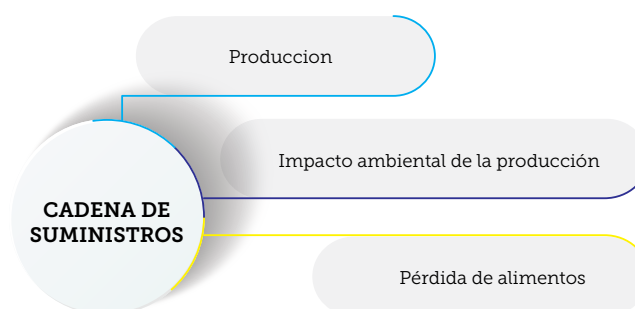 Produccion
Impacto ambiental de la producción
CADENA DE
SUMINISTROS
Pérdida de alimentos